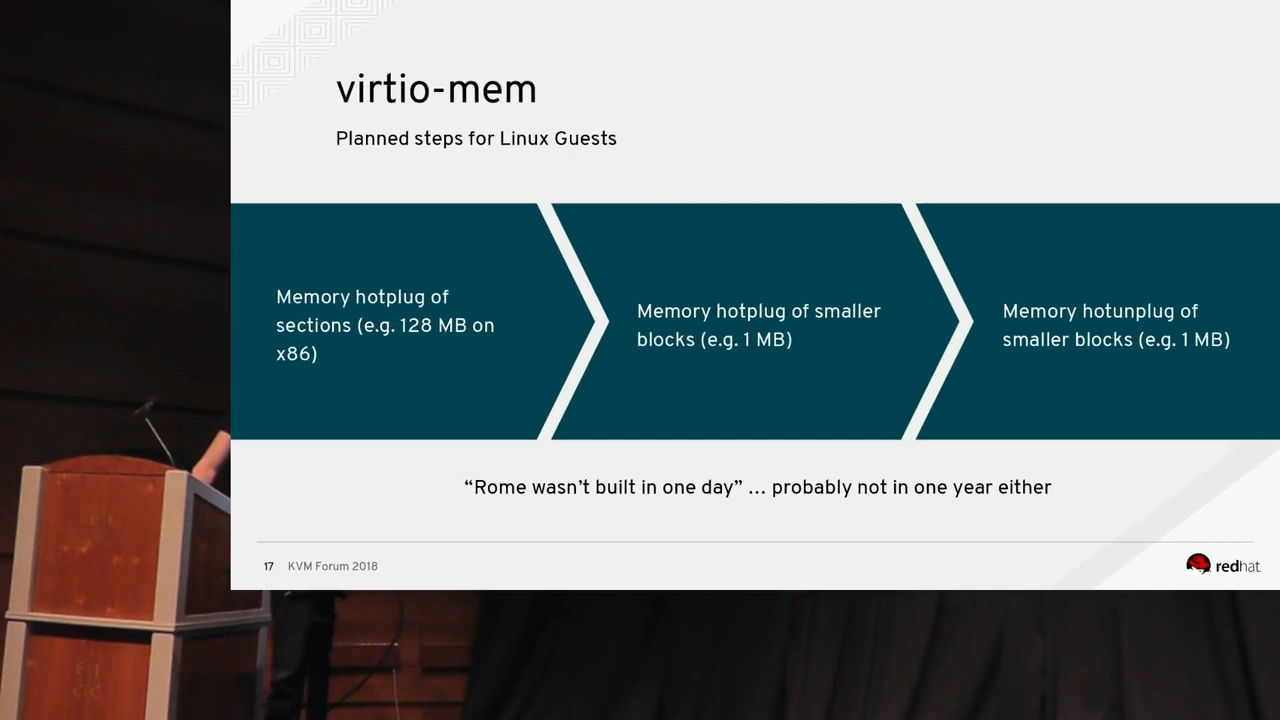 virtio-mem
Planned steps for Linux Guests
Memory hotplug of
sections (e.g. 128 MB on
x86)
Memory hotplug of smaller
blocks (e.g. 1 MB)
Memory hotunplug of
smaller blocks (e.g. 1 MB)
“Rome wasn’t built in one day” … probably not in one year either
17 KVM Forum 2018
redhat.
E I
C C